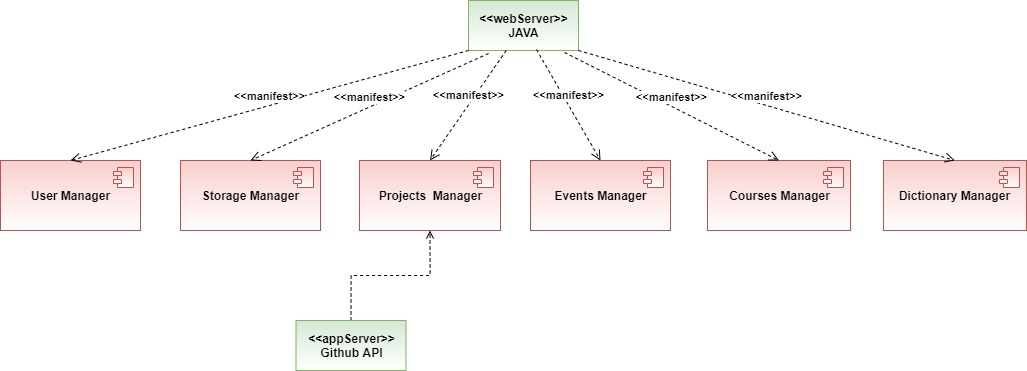 <<webServer>>
JAVA
<<manifest>>
<<manifest>>
<<manifest>>
<<manifest>>
<<manifest>>
<<manifest>>
User Manager
Storage Manager
Projects  Manager
Events Manager
Courses Manager
Dictionary Manager
<<appServer>>
Github API